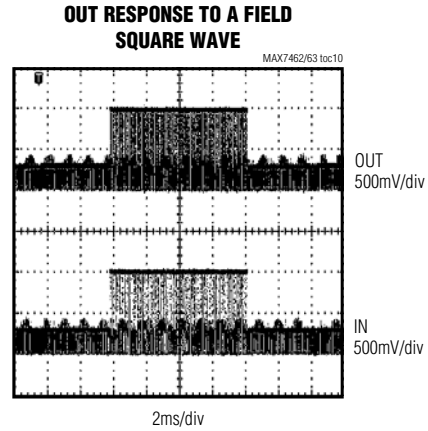 OUT RESPONSE TO A FIELD
SQUARE WAVE
MAX7462/63 toc10
OUT
500mV/div
IN
500mV/div
2ms/div